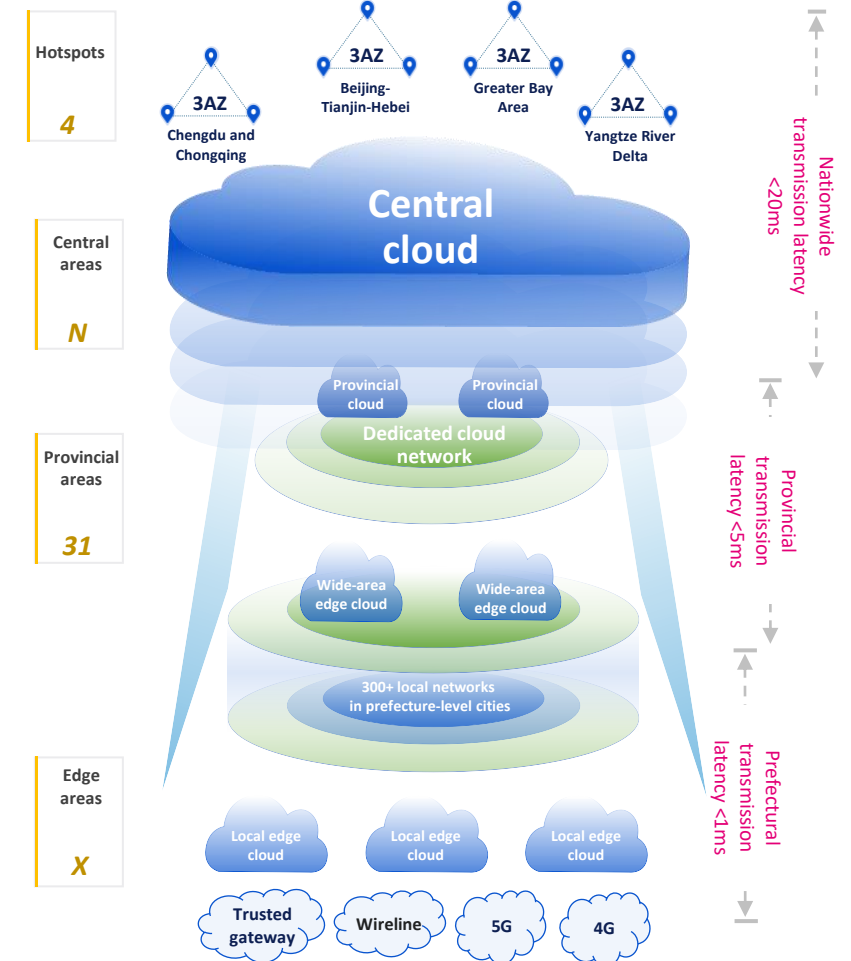 Hotspots
4
3AZ
Chengdu and
Chongqing
3AZ
Beijing-
Tianjin-Hebei
3AZ
Greater Bay
Area
3AZ
Yangtze River
Delta
Central
cloud
Nationwide
transmission latency
<20ms
Central
areas
N
Provincial
cloud
Provincial
cloud
Dedicated cloud
network
Provincial
areas
31
Provincial
transmission
latency <5ms
Wide-area
edge cloud
Wide-area
edge cloud
300+ local networks
in prefecture-level cities
Prefectural
transmission
latency <1ms
Edge
areas
X
Local edge
cloud
Local edge
cloud
Local edge
cloud
Trusted
gateway
Wireline
5G
4G